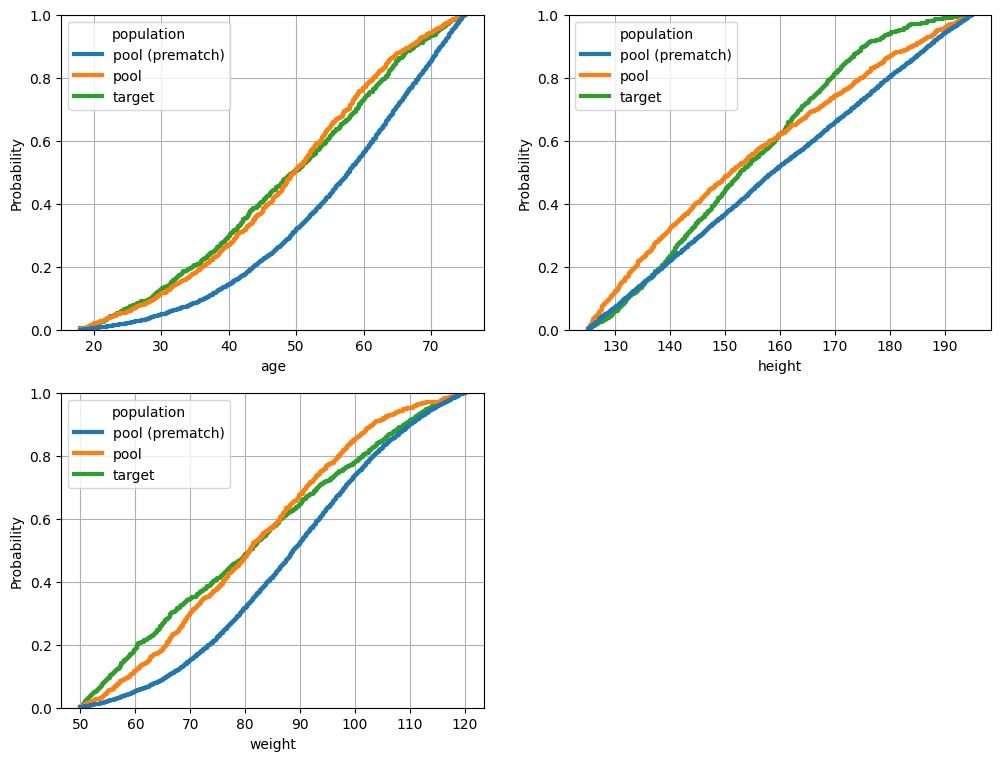 population
pool (prematch)
pool
target
Probability
1.0
0.8
0.6
0.4
0.2
0.0
20 30 40 50 60 70
age
population
pool (prematch)
pool
target
Probability
1.0
0.8
0.6
0.4
0.2
0.0
130 140 150 160 170 180 190
height
population
pool (prematch)
pool
target
Probability
1.0
0.8
0.6
0.4
0.2
0.0
50 60 70 80 90 100 110 120
weight